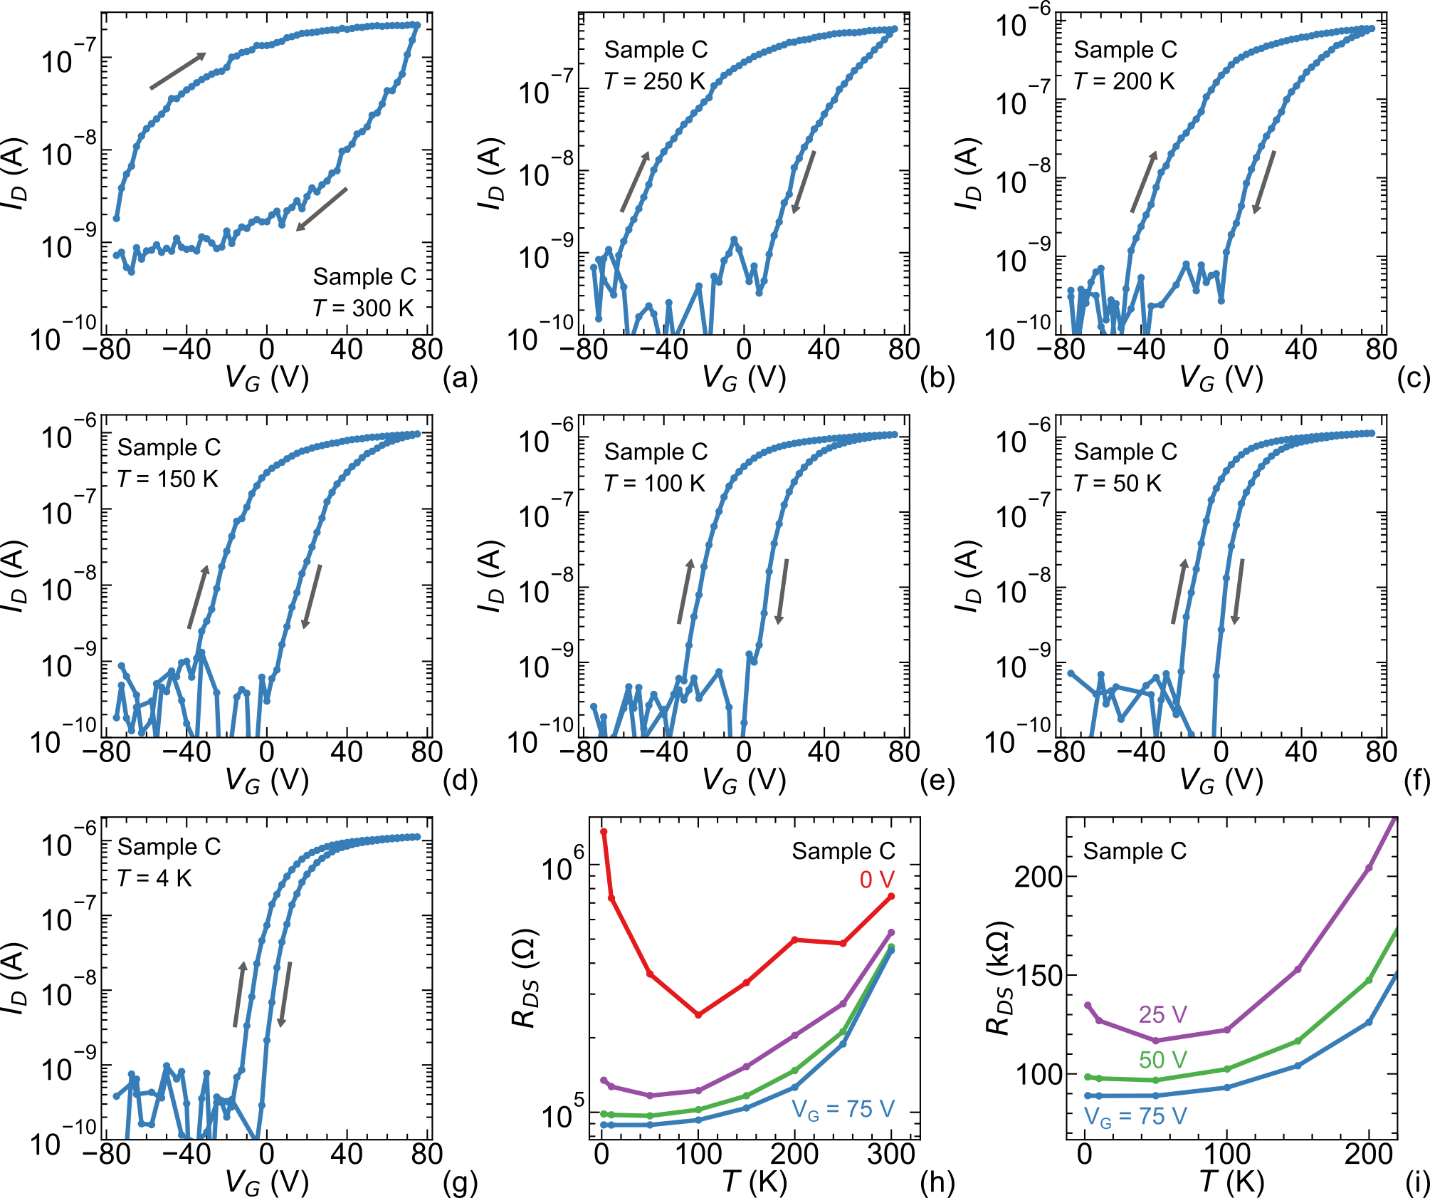 10⁻⁷
10⁻⁸
10⁻⁹
10⁻¹⁰
I_D (A)
Sample C
T = 300 K
−80 −40 0 40 80
V_G (V)
(a)
10⁻⁷
10⁻⁸
10⁻⁹
10⁻¹⁰
I_D (A)
Sample C
T = 250 K
−80 −40 0 40 80
V_G (V)
(b)
10⁻⁶
10⁻⁷
10⁻⁸
10⁻⁹
10⁻¹⁰
I_D (A)
Sample C
T = 200 K
−80 −40 0 40 80
V_G (V)
(c)
10⁻⁶
10⁻⁷
10⁻⁸
10⁻⁹
10⁻¹⁰
I_D (A)
Sample C
T = 150 K
−80 −40 0 40 80
V_G (V)
(d)
10⁻⁶
10⁻⁷
10⁻⁸
10⁻⁹
10⁻¹⁰
I_D (A)
Sample C
T = 100 K
−80 −40 0 40 80
V_G (V)
(e)
10⁻⁶
10⁻⁷
10⁻⁸
10⁻⁹
10⁻¹⁰
I_D (A)
Sample C
T = 50 K
−80 −40 0 40 80
V_G (V)
(f)
10⁻⁶
10⁻⁷
10⁻⁸
10⁻⁹
10⁻¹⁰
I_D (A)
Sample C
T = 4 K
−80 −40 0 40 80
V_G (V)
(g)
10⁶
10⁵
R_DS (Ω)
Sample C
0 V
V_G = 75 V
0 100 200 300
T (K)
(h)
200
150
100
R_DS (kΩ)
Sample C
25 V
50 V
V_G = 75 V
0 100 200
T (K)
(i)